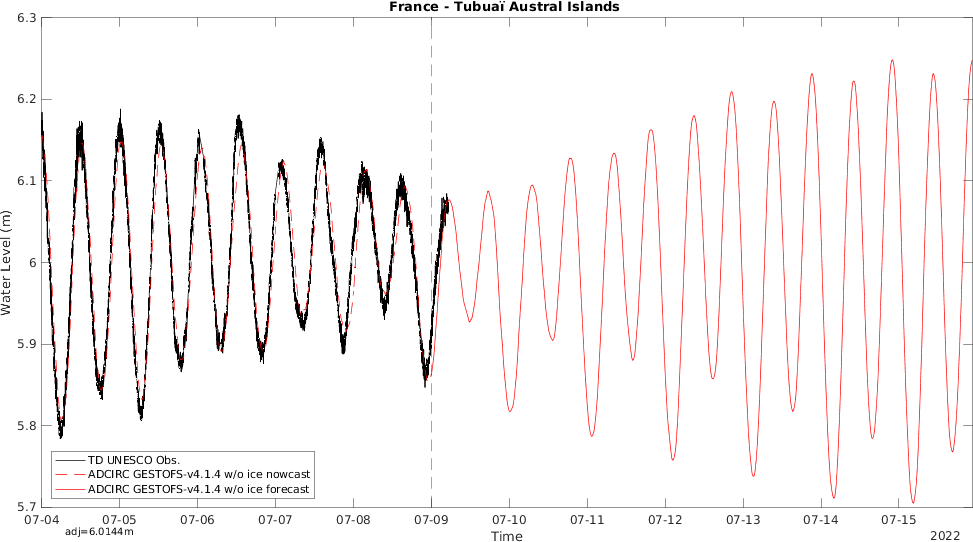 France - Tubuaï Austral Islands
Water Level (m)
6.3
6.2
6.1
6
5.9
5.8
5.7
TD UNESCO Obs.
ADCIRC GESTOFS-v4.1.4 w/o ice nowcast
ADCIRC GESTOFS-v4.1.4 w/o ice forecast
07-04 07-05 07-06 07-07 07-08 07-09 07-10 07-11 07-12 07-13 07-14 07-15
adj=6.0144m
Time
2022